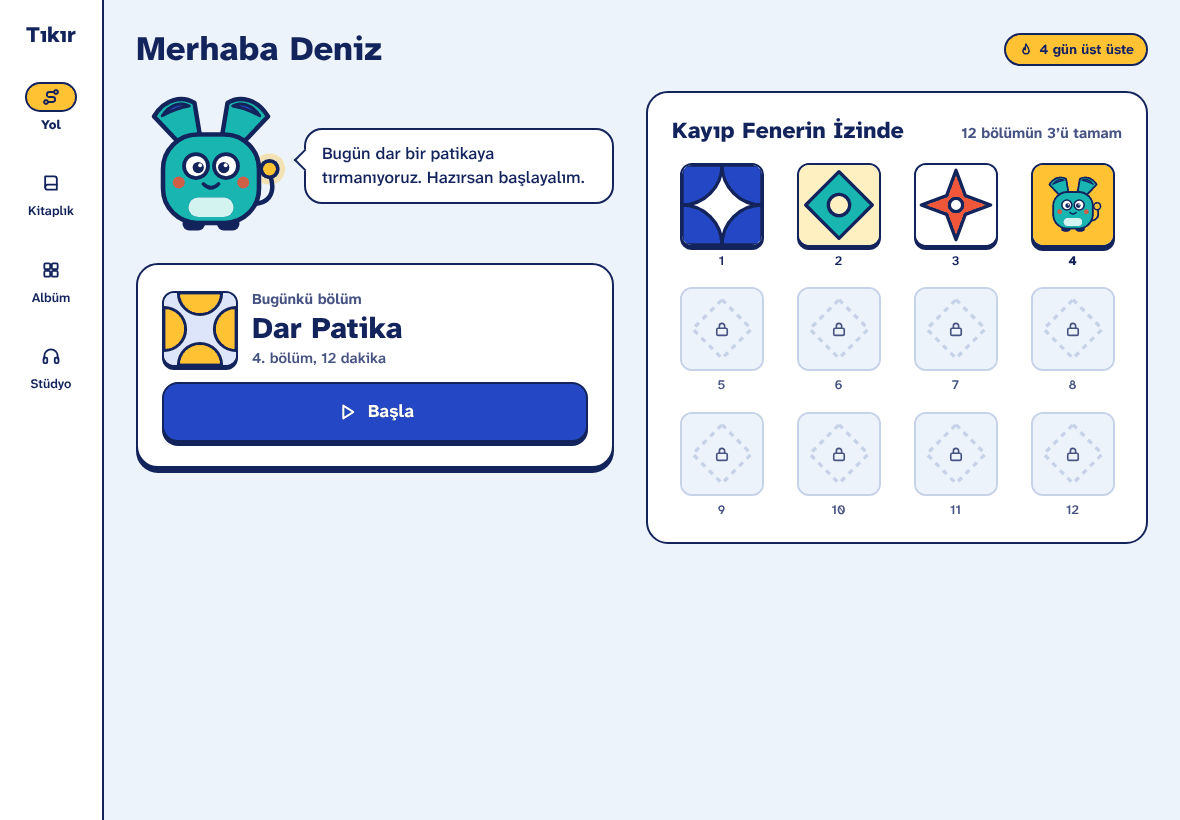 Tıkır
Yol
Kitaplık
Albüm
Stüdyo
Merhaba Deniz
4 gün üst üste
Bugün dar bir patikaya
tırmanıyoruz. Hazırsan başlayalım.
Bugünkü bölüm
Dar Patika
4. bölüm, 12 dakika
Başla
Kayıp Fenerin İzinde
12 bölümün 3’ü tamam
1
2
3
4
5
6
7
8
9
10
11
12